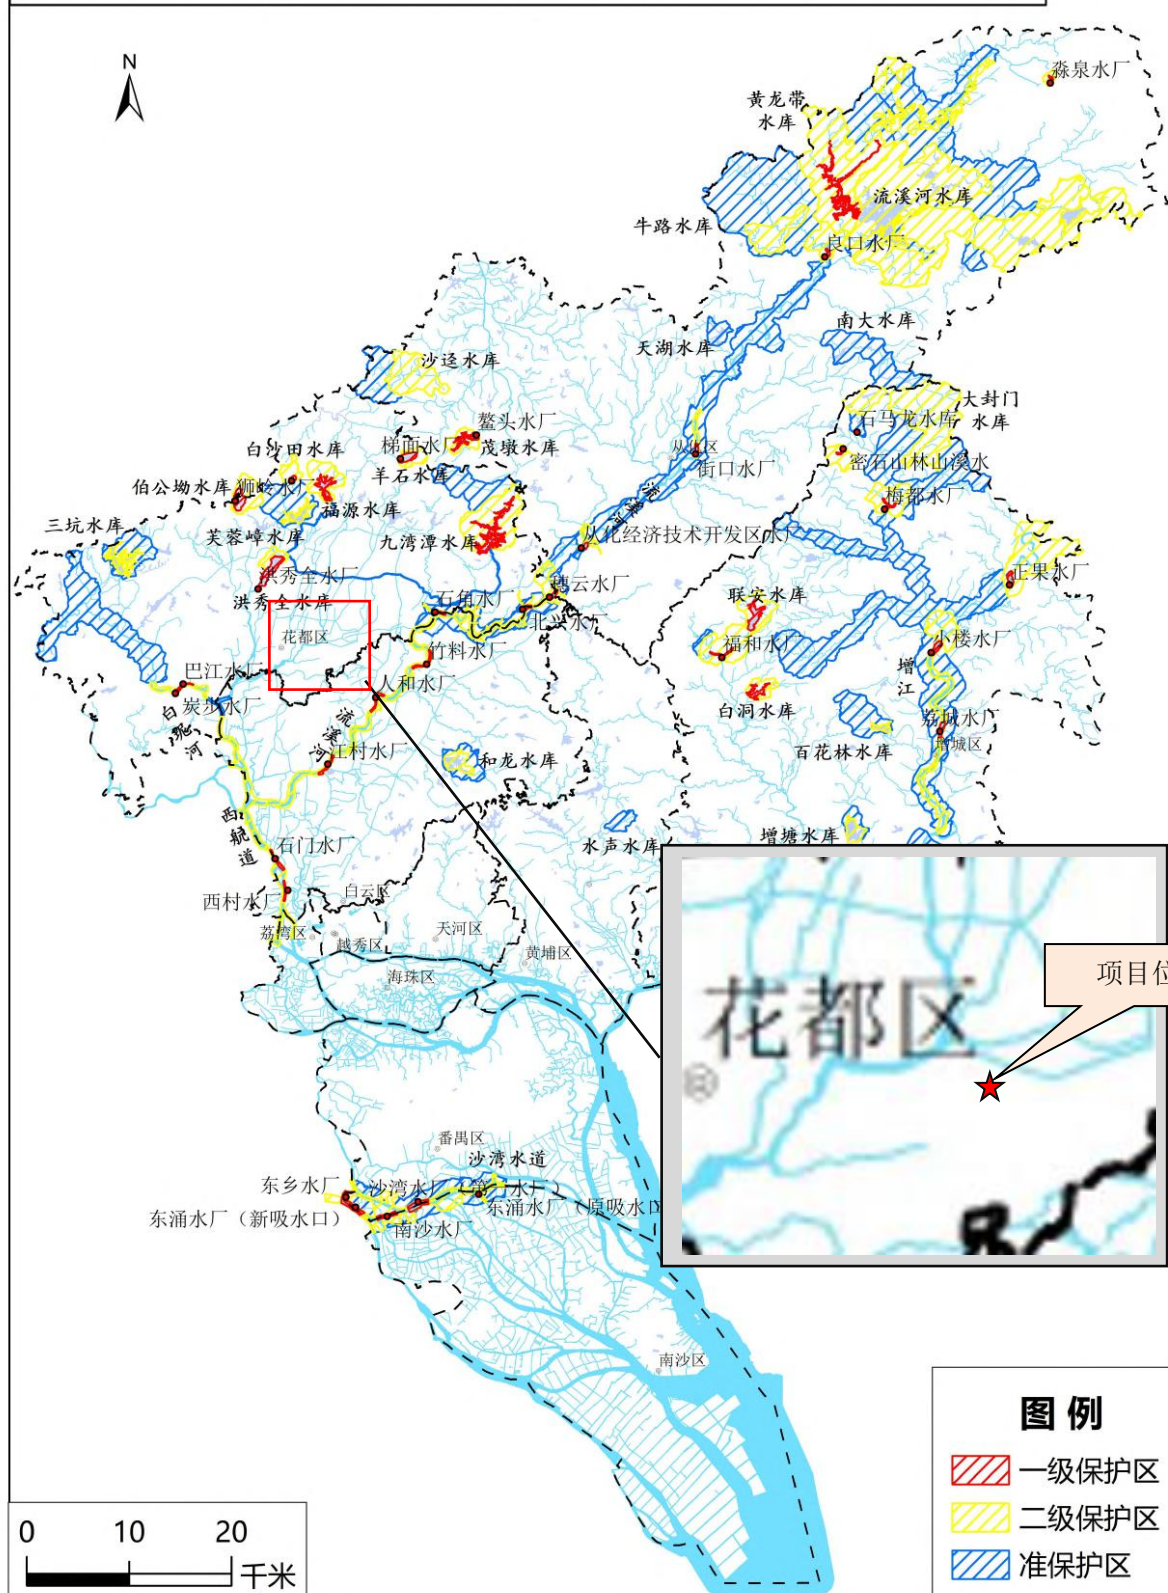 N
淼泉水厂
黄龙带
水库
流溪河水库
牛路水库
良口水厂
南大水库
天湖水库
沙迳水库
大封门
水库
石马龙水库
鳌头水厂
梯面水厂
茂墩水库
白沙田水库
羊石水库
从化区
街口水厂
密石山林山溪水
伯公坳水库
狮岭水厂
梅都水厂
福源水库
流溪河
三坑水库
芙蓉嶂水库
九湾潭水库
从化经济技术开发区水厂
洪秀全水厂
洪秀全水库
穗云水厂
正果水厂
联安水库
石角水厂
北兴水厂
花都区
福和水厂
小楼水厂
竹料水厂
巴江水厂
增江
炭步水厂
人和水厂
白洞水库
白坭河
流溪河
荔城水厂
江村水厂
百花林水库
增城区
和龙水库
西航道
水声水库
增塘水库
石门水厂
西村水厂
白云区
荔湾区
越秀区
天河区
黄埔区
海珠区
项目位
花都区
番禺区
沙湾水道
东乡水厂
沙湾水厂
东涌水厂（新吸水口）
南沙水厂
东涌水厂（原吸水口
南沙区
图 例
一级保护区
二级保护区
准保护区
0 10 20
千米